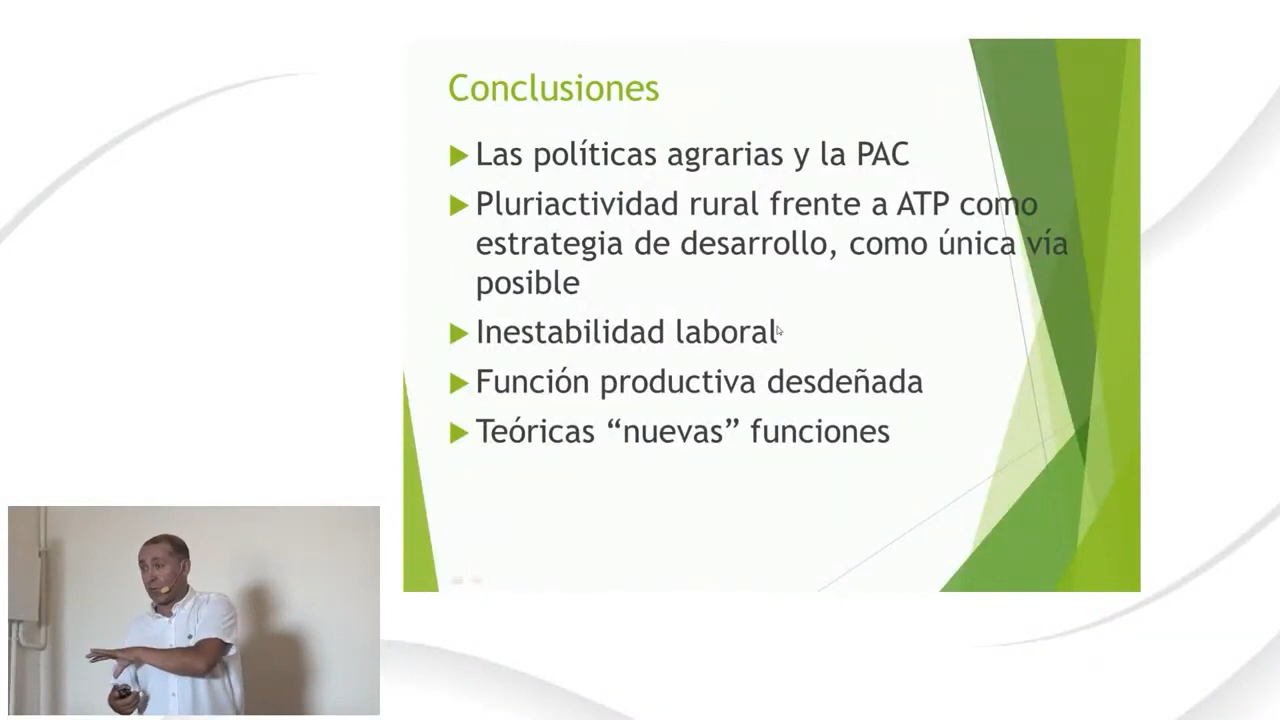 Conclusiones
Las políticas agrarias y la PAC
Pluriactividad rural frente a ATP como
estrategia de desarrollo, como única vía
posible
Inestabilidad laboral
Función productiva desdeñada
Teóricas “nuevas” funciones